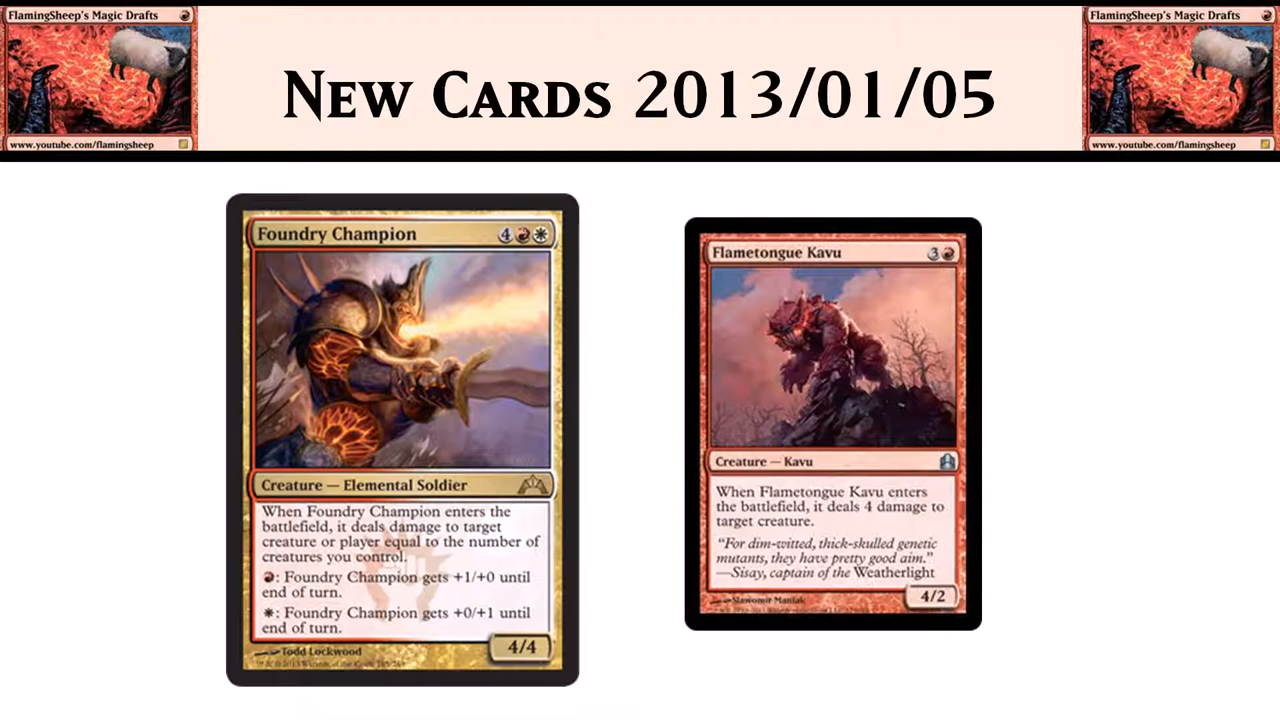 FlamingSheep's Magic Drafts
www.youtube.com/flamingsheep
New Cards 2013/01/05
FlamingSheep's Magic Drafts
www.youtube.com/flamingsheep
Foundry Champion 4
Creature — Elemental Soldier
When Foundry Champion enters the
battlefield, it deals damage to target
creature or player equal to the number of
creatures you control.
: Foundry Champion gets +1/+0 until
end of turn.
: Foundry Champion gets +0/+1 until
end of turn.
4/4
Todd Lockwood
Flametongue Kavu 3
Creature — Kavu
When Flametongue Kavu enters
the battlefield, it deals 4 damage to
target creature.
“For dim-witted, thick-skulled genetic
mutants, they have pretty good aim.”
—Sisay, captain of the Weatherlight
4/2
Slawomir Maniak